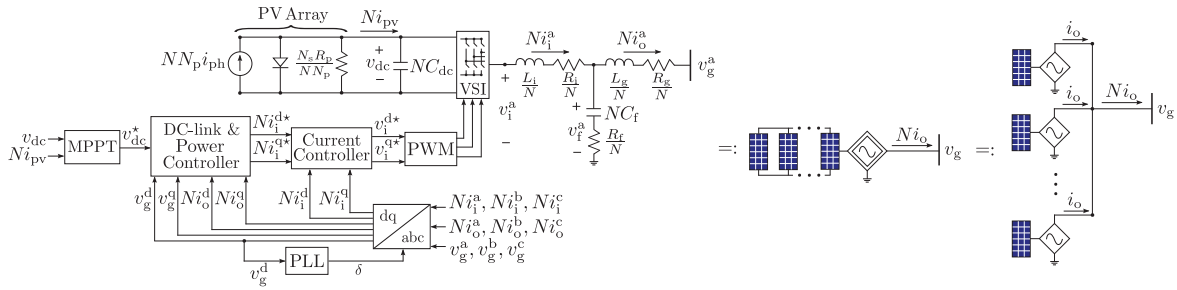 PV Array
Ni_pv
NN_p i_ph
N_s R_p / NN_p
+ v_dc −
NC_dc
VSI
Ni_i^a
L_i / N
R_i / N
Ni_o^a
L_g / N
R_g / N
v_g^a
+ v_i^a −
NC_f
+ v_f^a −
R_f / N
v_dc
Ni_pv
MPPT
v_dc^⋆
DC-link &
Power
Controller
Ni_i^d⋆
Ni_i^q⋆
Current
Controller
v_i^d⋆
v_i^q⋆
PWM
v_g^d v_g^q Ni_o^d Ni_o^q
Ni_i^d Ni_i^q
dq
abc
Ni_i^a, Ni_i^b, Ni_i^c
Ni_o^a, Ni_o^b, Ni_o^c
v_g^a, v_g^b, v_g^c
v_g^d
PLL
δ
=:
Ni_o
v_g
=:
i_o
i_o
i_o
Ni_o
v_g